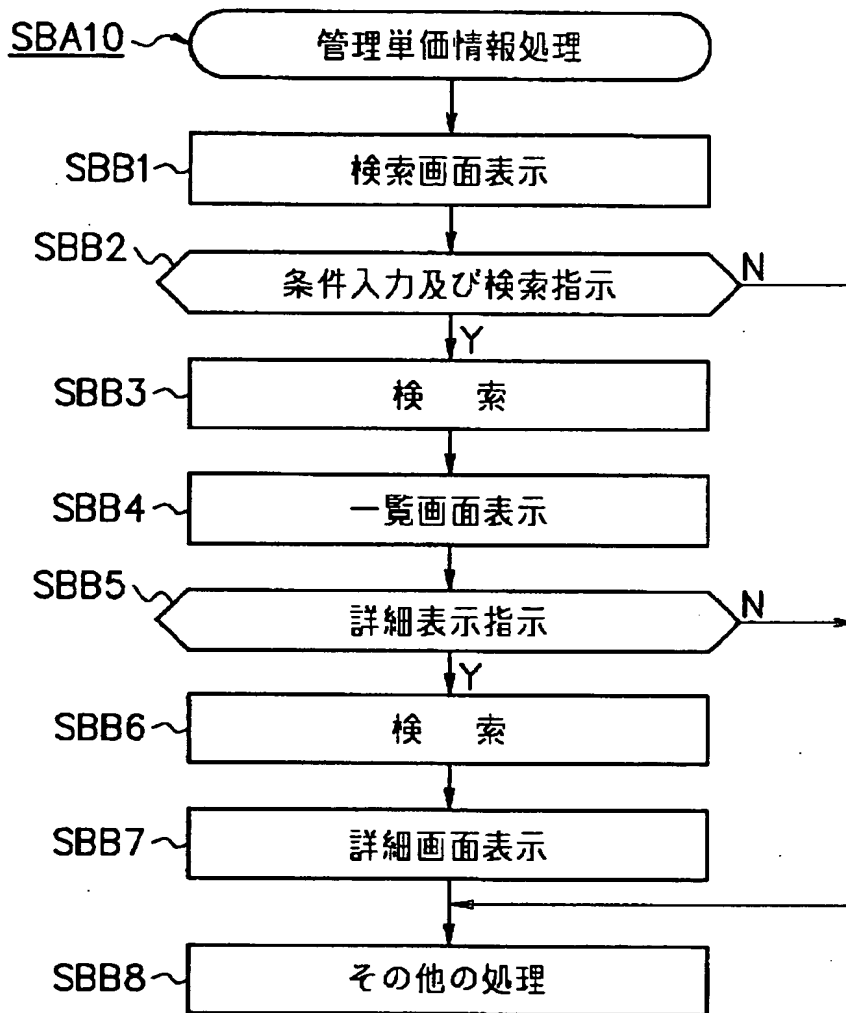 SBA10
管理単価情報処理
SBB1
検索画面表示
SBB2
条件入力及び検索指示
N
Y
SBB3
検 索
SBB4
一覧画面表示
SBB5
詳細表示指示
N
Y
SBB6
検 索
SBB7
詳細画面表示
SBB8
その他の処理